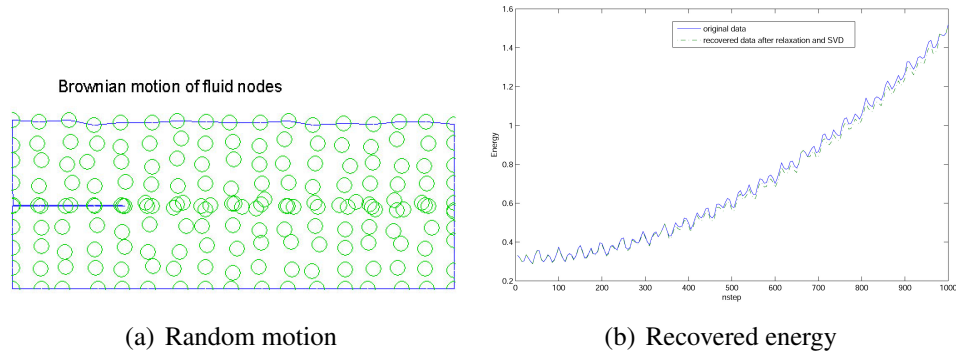 Brownian motion of fluid nodes
(a) Random motion
1.6
1.4
1.2
1
0.8
0.6
0.4
0.2
Energy
original data
recovered data after relaxation and SVD
0 100 200 300 400 500 600 700 800 900 1000
nstep
(b) Recovered energy